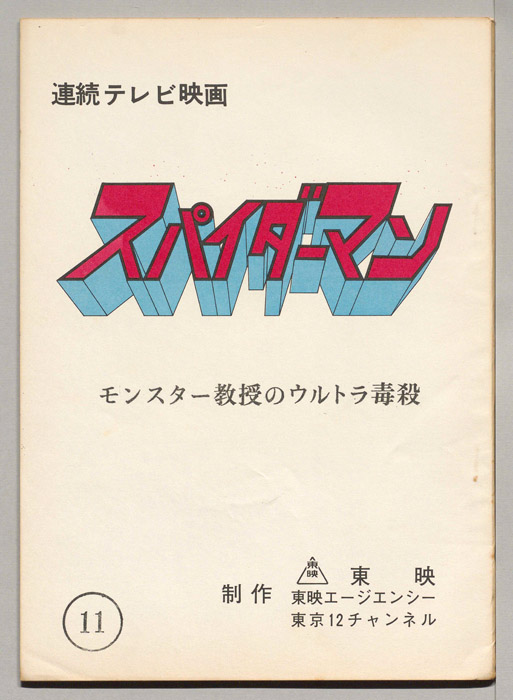 連続テレビ映画
スパイダーマン
モンスター教授のウルトラ毒殺
制作
東映
東映
東映エージエンシー
東京12チャンネル
11